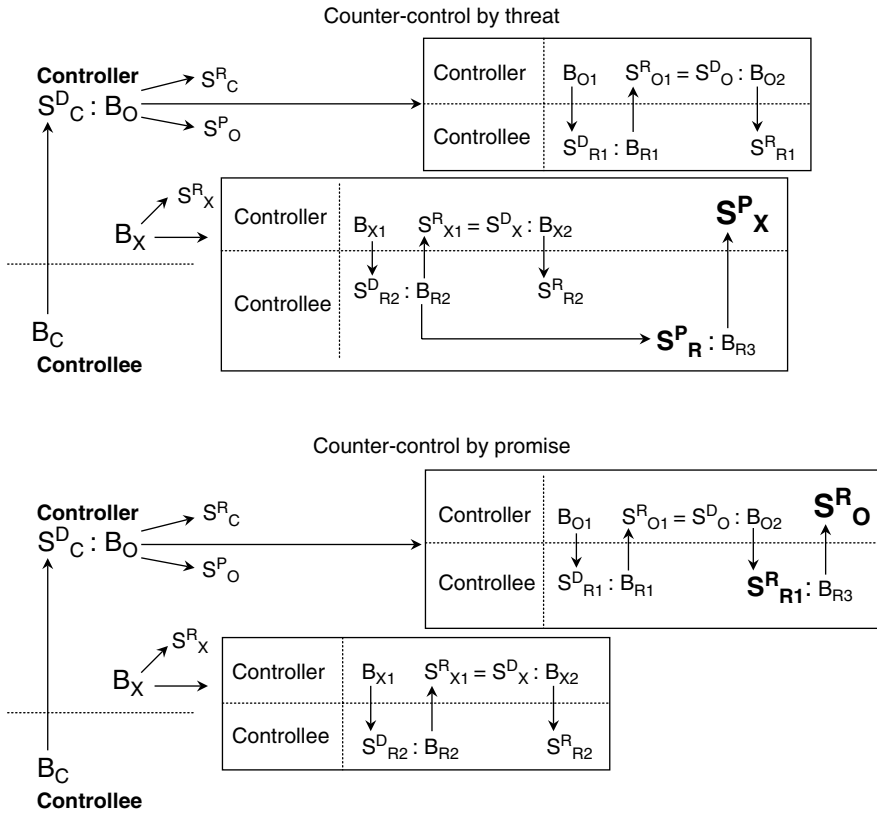 Counter-control by threat
Controller
S^D_C : B_O
S^R_C
S^P_O
Controller B_O1 S^R_O1 = S^D_O : B_O2
Controllee S^D_R1 : B_R1 S^R_R1
B_X
S^R_X
Controller B_X1 S^R_X1 = S^D_X : B_X2 S^P_X
Controllee S^D_R2 : B_R2 S^R_R2
S^P_R : B_R3
B_C
Controllee
Counter-control by promise
Controller
S^D_C : B_O
S^R_C
S^P_O
Controller B_O1 S^R_O1 = S^D_O : B_O2 S^R_O
Controllee S^D_R1 : B_R1 S^R_R1 : B_R3
B_X
S^R_X
Controller B_X1 S^R_X1 = S^D_X : B_X2
Controllee S^D_R2 : B_R2 S^R_R2
B_C
Controllee